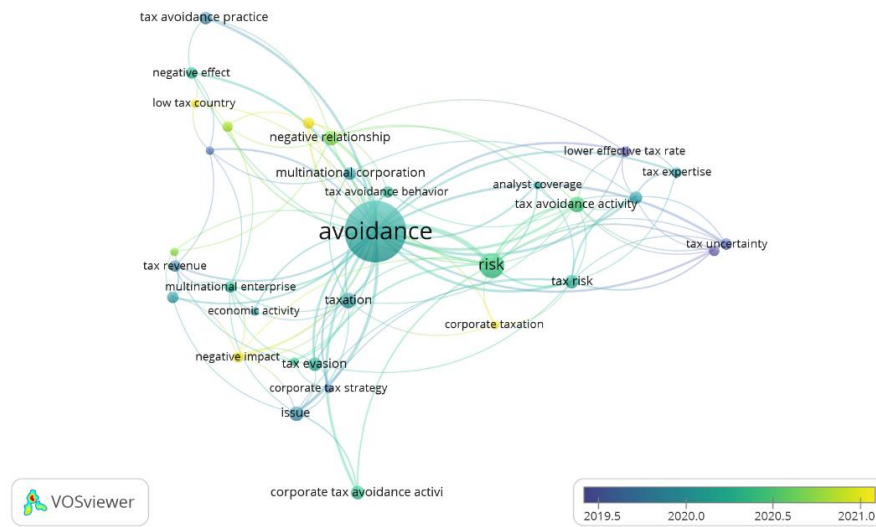 tax avoidance practice
negative effect
low tax country
negative relationship
lower effective tax rate
multinational corporation
tax expertise
analyst coverage
tax avoidance behavior
tax avoidance activity
avoidance
tax uncertainty
risk
tax revenue
tax risk
multinational enterprise
taxation
economic activity
corporate taxation
negative impact
tax evasion
corporate tax strategy
issue
corporate tax avoidance activi
VOSviewer
2019.5 2020.0 2020.5 2021.0